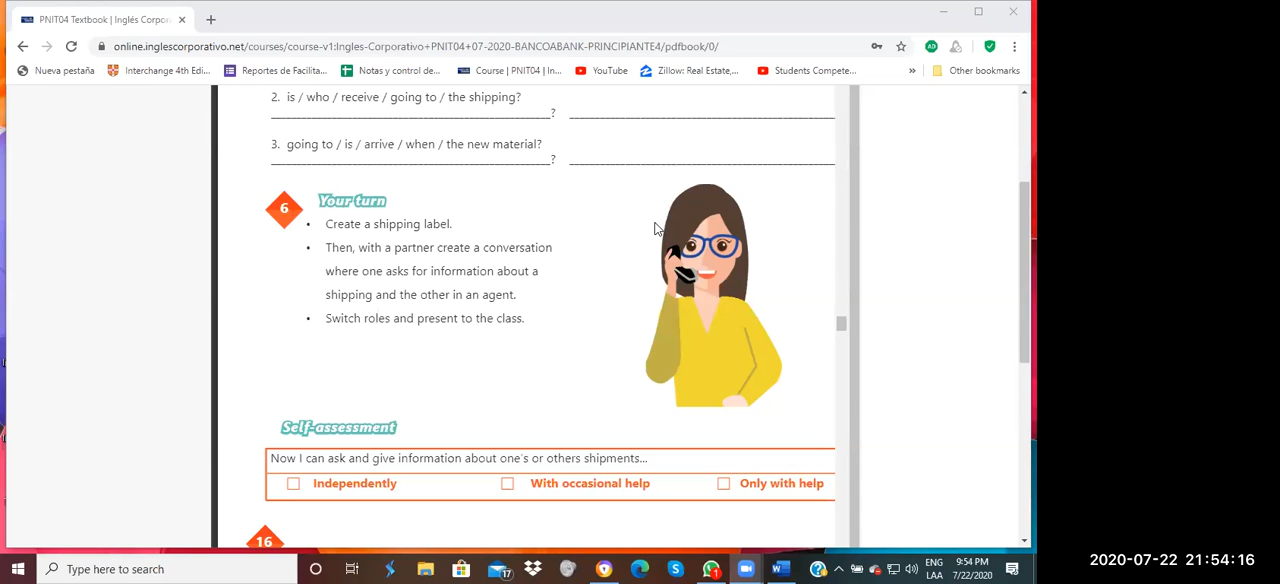 PNIT04 Textbook | Inglés Corpor
online.inglescorporativo.net/courses/course-v1:Ingles-Corporativo+PNIT04+07-2020-BANCOABANK-PRINCIPIANTE4/pdfbook/0/
Nueva pestaña
Interchange 4th Edi...
Reportes de Facilita...
Notas y control de...
Course | PNIT04 | In...
YouTube
Zillow: Real Estate,...
Students Compete...
»
Other bookmarks
2. is / who / receive / going to / the shipping?
?
3. going to / is / arrive / when / the new material?
?
6
Your turn
• Create a shipping label.
• Then, with a partner create a conversation
where one asks for information about a
shipping and the other in an agent.
• Switch roles and present to the class.
Self-assessment
Now I can ask and give information about one's or others shipments...
Independently
With occasional help
Only with help
16
Type here to search
17
1
ENG
LAA
9:54 PM
7/22/2020
2020-07-22 21:54:16